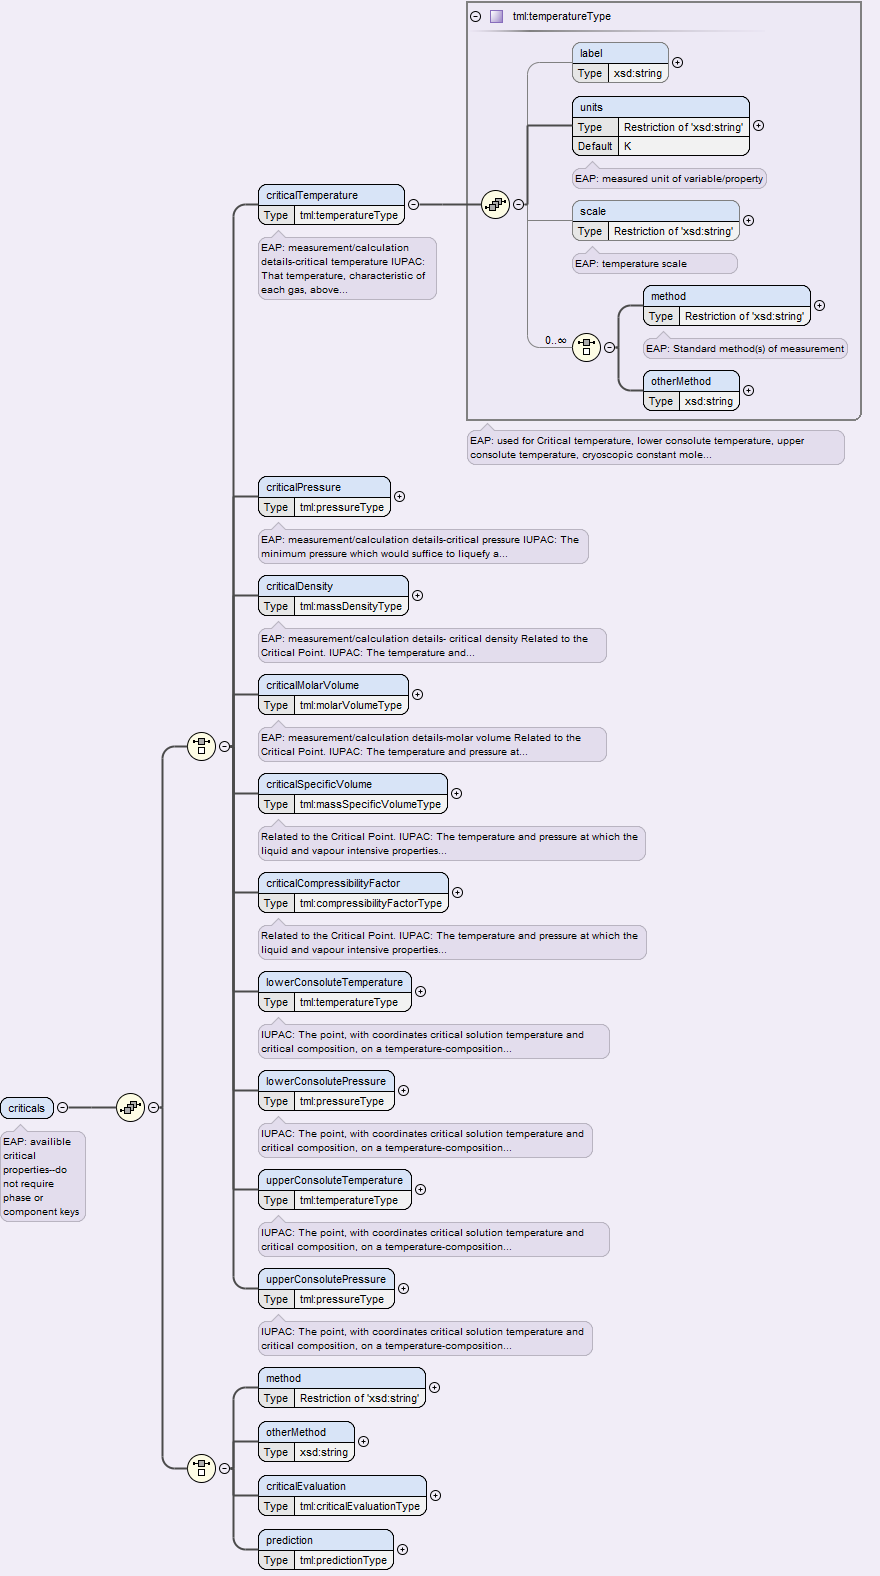 tml:temperatureType
label
Type xsd:string
units
Type Restriction of 'xsd:string'
Default K
EAP: measured unit of variable/property
criticalTemperature
Type tml:temperatureType
EAP: measurement/calculation
details-critical temperature IUPAC:
That temperature, characteristic of
each gas, above...
scale
Type Restriction of 'xsd:string'
EAP: temperature scale
0..∞
method
Type Restriction of 'xsd:string'
EAP: Standard method(s) of measurement
otherMethod
Type xsd:string
EAP: used for Critical temperature, lower consolute temperature, upper
consolute temperature, cryoscopic constant mole...
criticalPressure
Type tml:pressureType
EAP: measurement/calculation details-critical pressure IUPAC: The
minimum pressure which would suffice to liquefy a...
criticalDensity
Type tml:massDensityType
EAP: measurement/calculation details- critical density Related to the
Critical Point. IUPAC: The temperature and...
criticalMolarVolume
Type tml:molarVolumeType
EAP: measurement/calculation details-molar volume Related to the
Critical Point. IUPAC: The temperature and pressure at...
criticalSpecificVolume
Type tml:massSpecificVolumeType
Related to the Critical Point. IUPAC: The temperature and pressure at which the
liquid and vapour intensive properties...
criticalCompressibilityFactor
Type tml:compressibilityFactorType
Related to the Critical Point. IUPAC: The temperature and pressure at which the
liquid and vapour intensive properties...
lowerConsoluteTemperature
Type tml:temperatureType
IUPAC: The point, with coordinates critical solution temperature and
critical composition, on a temperature-composition...
lowerConsolutePressure
Type tml:pressureType
IUPAC: The point, with coordinates critical solution temperature and
critical composition, on a temperature-composition...
criticals
EAP: availible
critical
properties--do
not require
phase or
component keys
upperConsoluteTemperature
Type tml:temperatureType
IUPAC: The point, with coordinates critical solution temperature and
critical composition, on a temperature-composition...
upperConsolutePressure
Type tml:pressureType
IUPAC: The point, with coordinates critical solution temperature and
critical composition, on a temperature-composition...
method
Type Restriction of 'xsd:string'
otherMethod
Type xsd:string
criticalEvaluation
Type tml:criticalEvaluationType
prediction
Type tml:predictionType